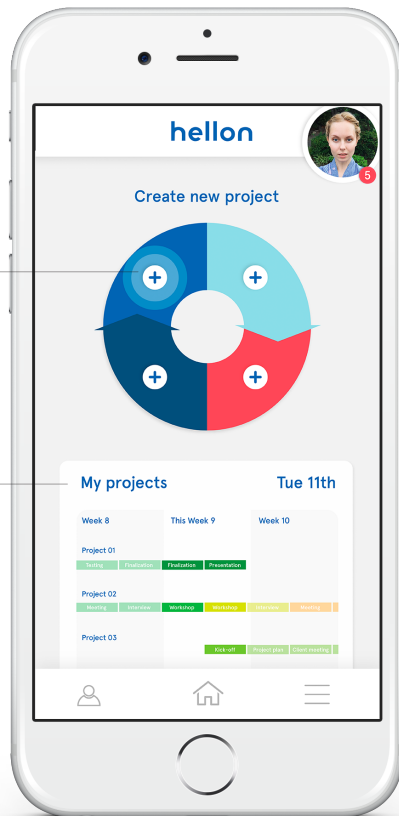 hellon
5
Create new project
My projects Tue 11th
Week 8 This Week 9 Week 10
Project 01
Testing Finalization Finalization Presentation
Project 02
Meeting Interview Workshop Workshop Interview Meeting
Project 03
Kick-off Project plan Client meeting